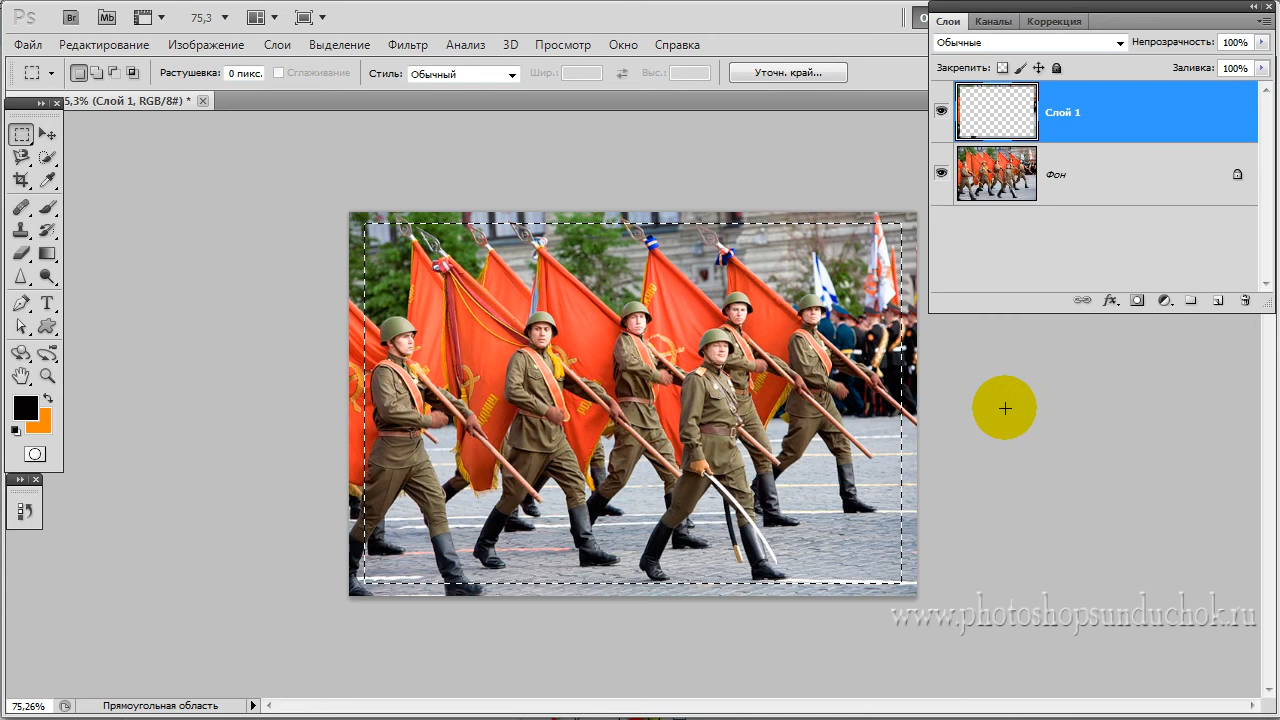 Ps Br Mb 75,3
Файл Редактирование Изображение Слои Выделение Фильтр Анализ 3D Просмотр Окно Справка
Растушевка: 0 пикс. Сглаживание Стиль: Обычный Шир.: Выс.: Уточн. край...
5,3% (Слой 1, RGB/8#) *
Слои Каналы Коррекция
Обычные Непрозрачность: 100%
Закрепить: Заливка: 100%
Слой 1
Фон
www.photoshopsunduchok.ru
75,26% Прямоугольная область